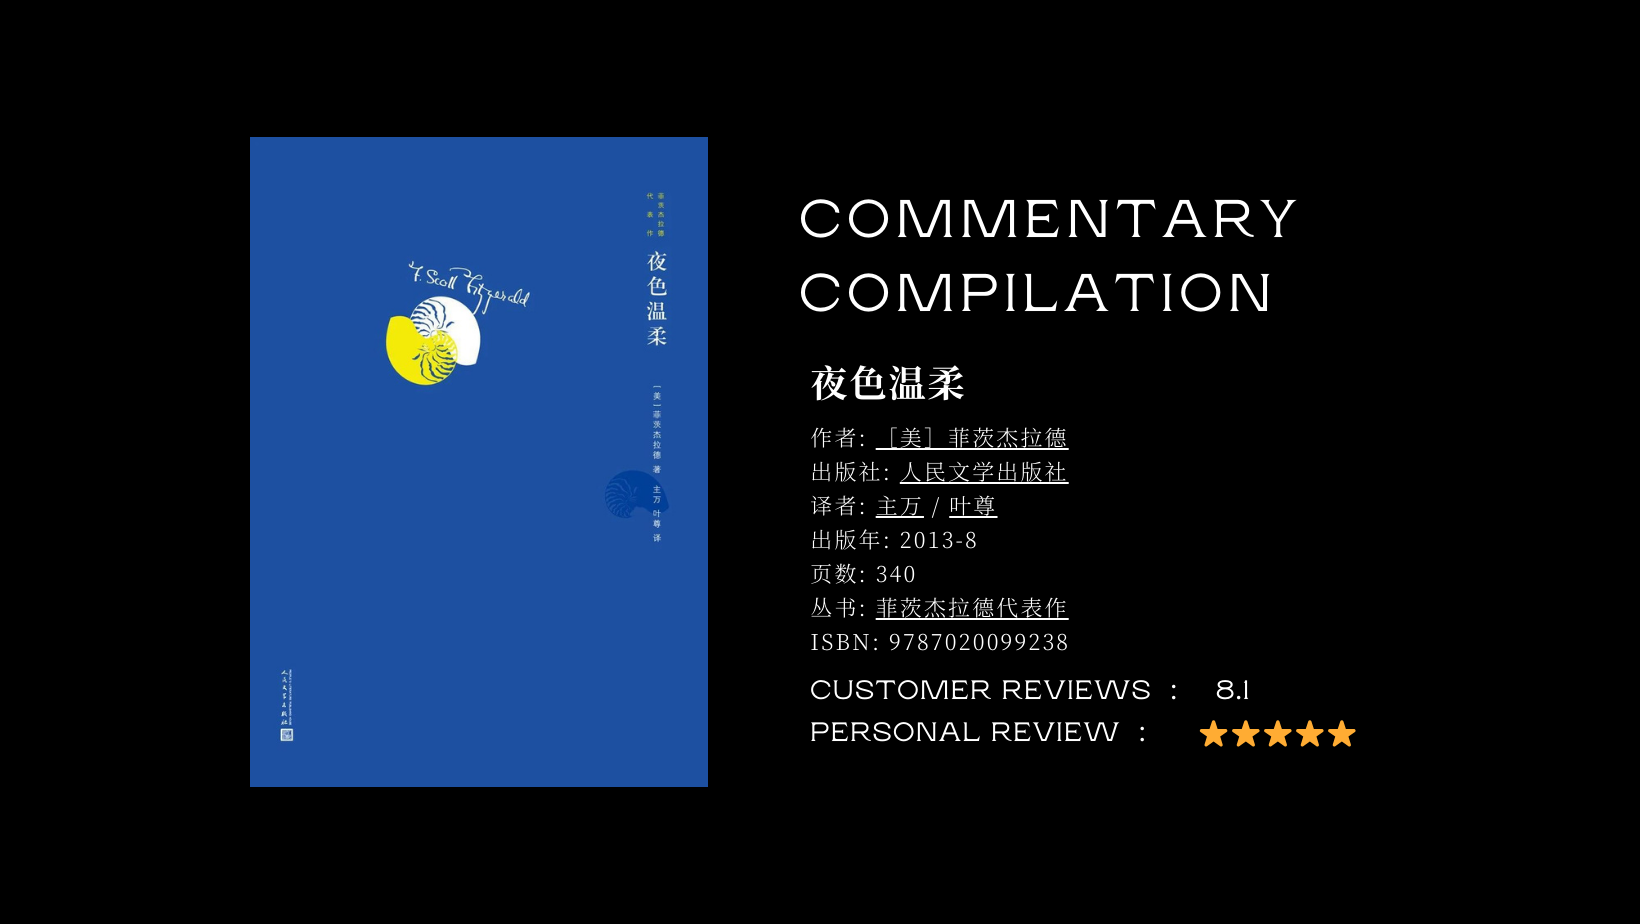 菲茨杰拉德
代表作
夜色温柔
F. Scott Fitzgerald
［美］菲茨杰拉德 著 主万 叶尊 译
人民文学出版社
COMMENTARY
COMPILATION
夜色温柔
作者: ［美］菲茨杰拉德
出版社: 人民文学出版社
译者: 主万 / 叶尊
出版年: 2013-8
页数: 340
丛书: 菲茨杰拉德代表作
ISBN: 9787020099238
CUSTOMER REVIEWS ： 8.1
PERSONAL REVIEW ：